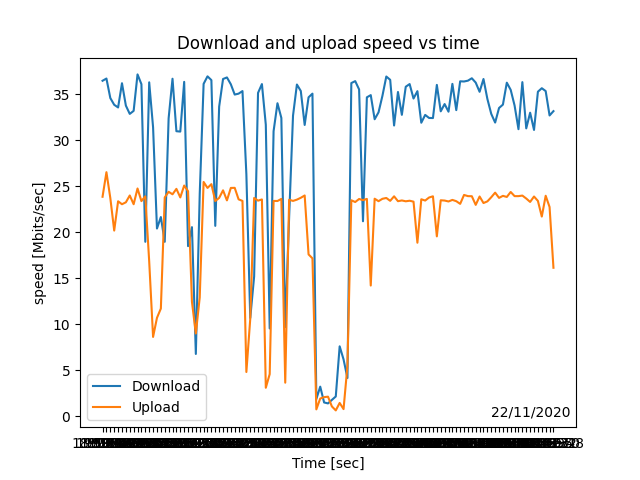 Download and upload speed vs time
speed [Mbits/sec]
35
30
25
20
15
10
5
0
Download
Upload
22/11/2020
Time [sec]